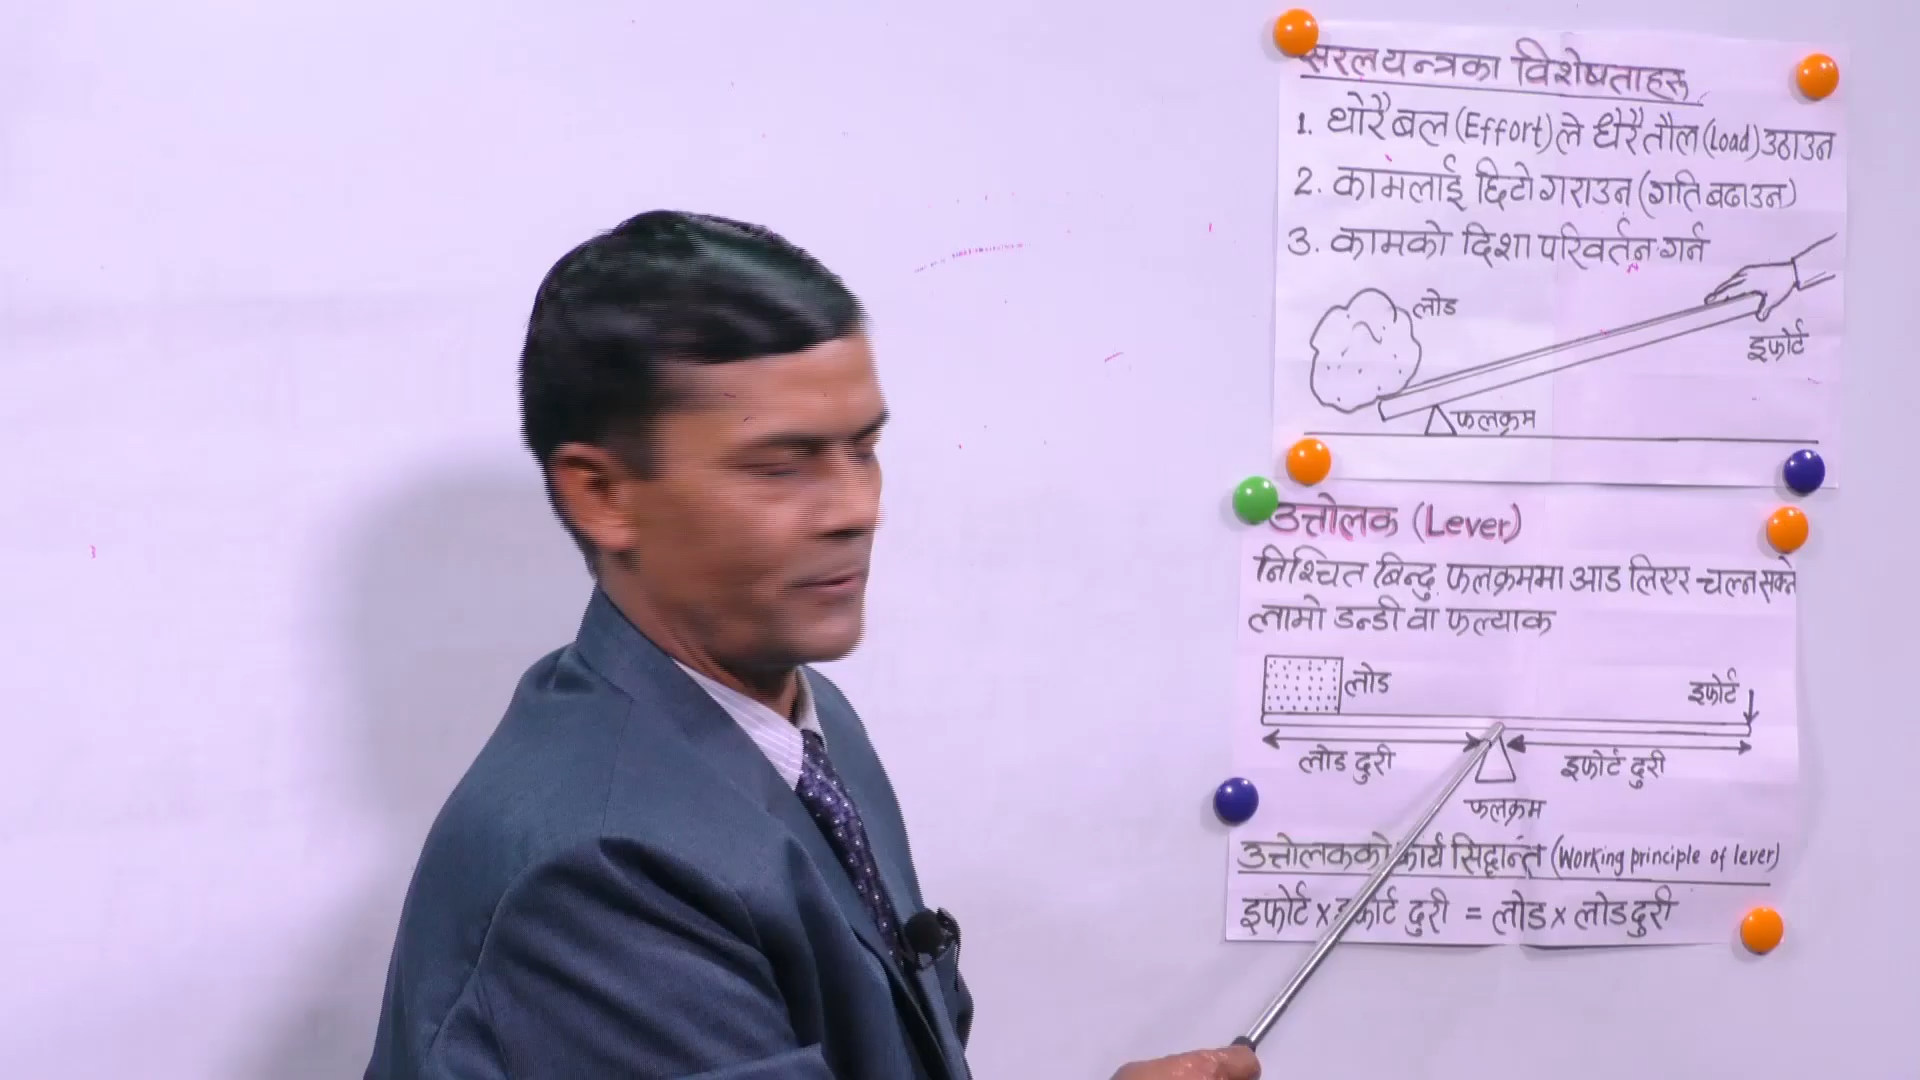 सरलयन्त्रका विशेषताहरू
1. थोरै बल (Effort) ले धेरै तौल (Load) उठाउन
2. कामलाई छिटो गराउन (गति बढाउन)
3. कामको दिशा परिवर्तन गर्न
लोड
इफोर्ट
फलक्रम
उत्तोलक (Lever)
निश्चित बिन्दु फलक्रममा आड लिएर चल्न सक्ने
लामो डन्डी वा फल्याक
लोड
इफोर्ट
लोड दुरी
इफोर्ट दुरी
फलक्रम
उत्तोलकको कार्य सिद्धान्त (Working principle of lever)
इफोर्ट x इफोर्ट दुरी = लोड x लोड दुरी